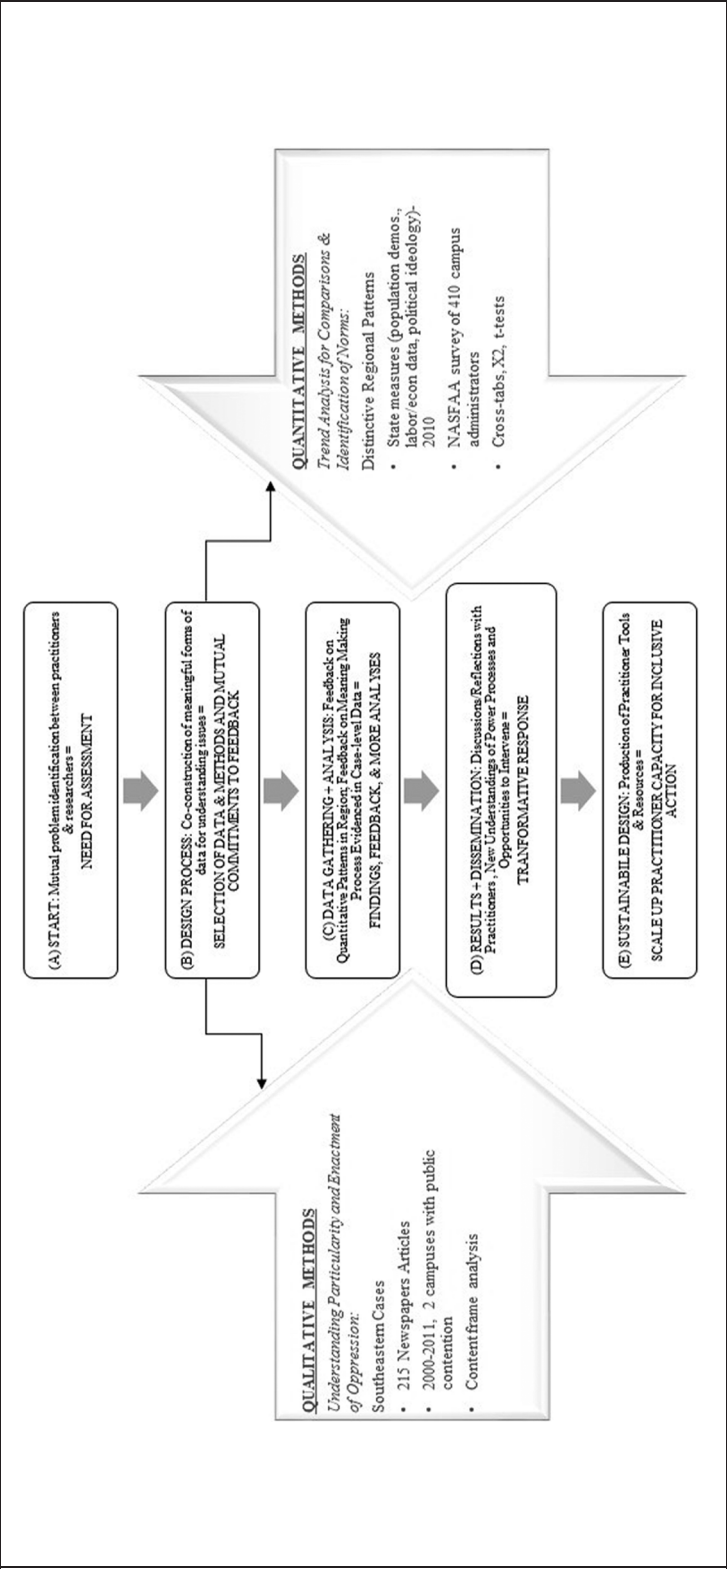 QUALITATIVE METHODS
Understanding Particularity and Enactment
of Oppression:
Southeastern Cases
• 215 Newspapers Articles
• 2000-2011, 2 campuses with public
contention
• Content frame analysis
(A) START: Mutual problem identification between practitioners
& researchers =
NEED FOR ASSESSMENT
(B) DESIGN PROCESS: Co-construction of meaningful forms of
data for understanding issues =
SELECTION OF DATA & METHODS AND MUTUAL
COMMITMENTS TO FEEDBACK
(C) DATA GATHERING + ANALYSIS: Feedback on
Quantitative Patterns in Region; Feedback on Meaning Making
Process Evidenced in Case-level Data =
FINDINGS, FEEDBACK, & MORE ANALYSES
(D) RESULTS + DISSEMINATION: Discussions/Reflections with
Practitioners, New Understandings of Power Processes and
Opportunities to Intervene =
TRANFORMATIVE RESPONSE
(E) SUSTAINABILE DESIGN: Production of Practitioner Tools
& Resources =
SCALE UP PRACTITIONER CAPACITY FOR INCLUSIVE
ACTION
QUANTITATIVE METHODS
Trend Analysis for Comparisons &
Identification of Norms:
Distinctive Regional Patterns
• State measures (population demos.,
labor/econ data, political ideology)-
2010
• NASFAA survey of 410 campus
administrators
• Cross-tabs, X2, t-tests